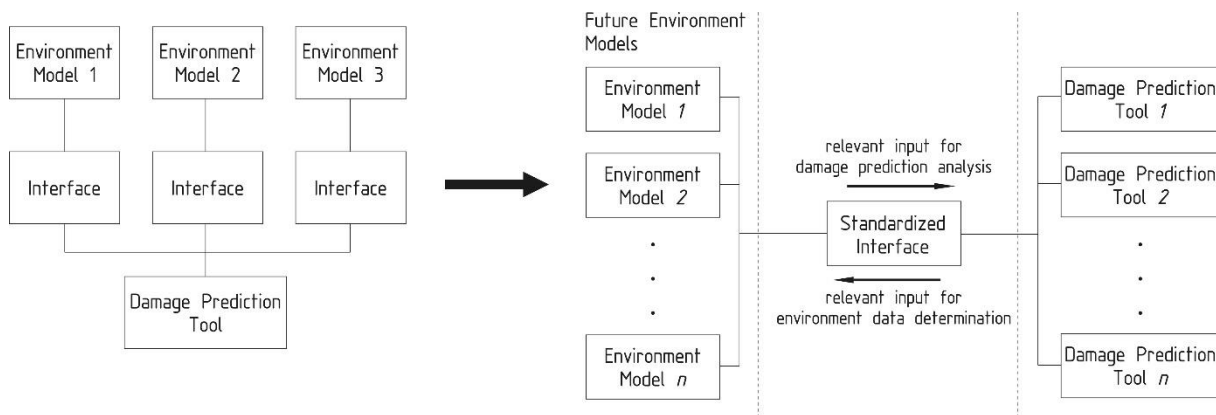 Environment
Model 1
Environment
Model 2
Environment
Model 3
Interface
Interface
Interface
Damage Prediction
Tool
Future Environment
Models
Environment
Model 1
Environment
Model 2
.
.
.
Environment
Model n
relevant input for
damage prediction analysis
Standardized
Interface
relevant input for
environment data determination
Damage Prediction
Tool 1
Damage Prediction
Tool 2
.
.
.
Damage Prediction
Tool n